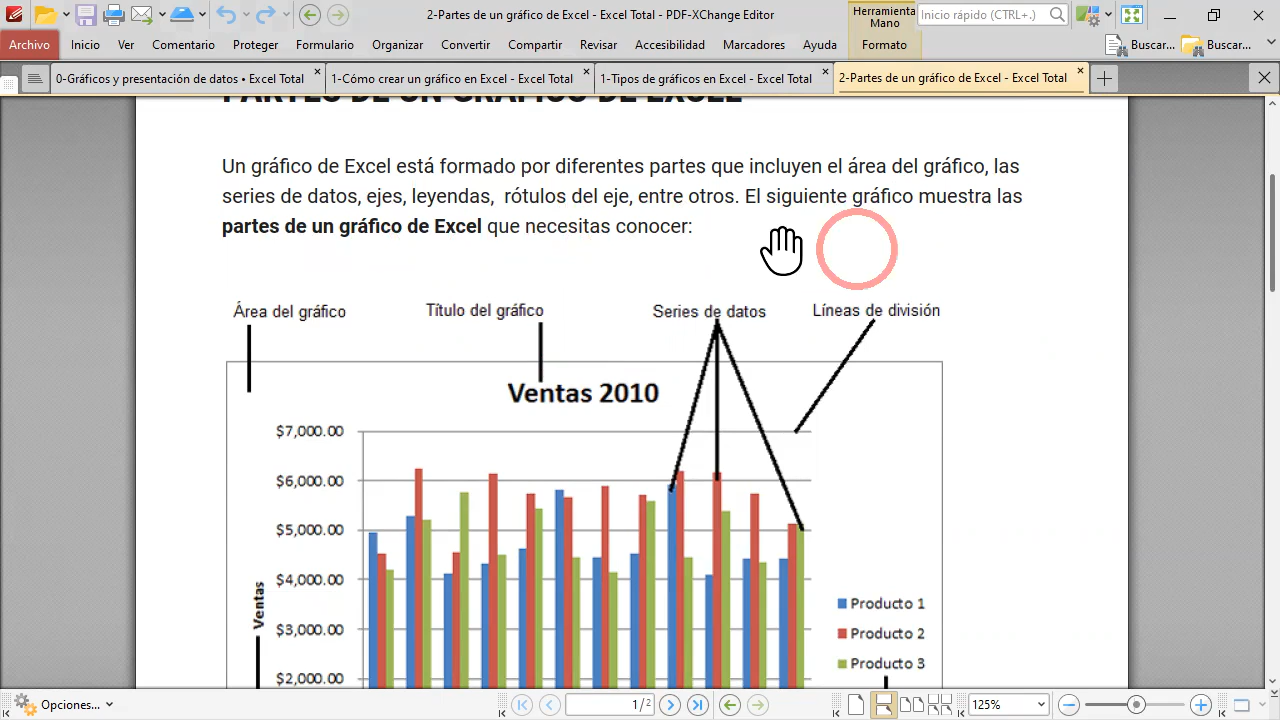 2-Partes de un gráfico de Excel - Excel Total - PDF-XChange Editor
Herramienta
Mano
Inicio rápido (CTRL+.)
Archivo
Inicio
Ver
Comentario
Proteger
Formulario
Organizar
Convertir
Compartir
Revisar
Accesibilidad
Marcadores
Ayuda
Formato
Buscar...
Buscar...
0-Gráficos y presentación de datos • Excel Total
1-Cómo crear un gráfico en Excel - Excel Total
1-Tipos de gráficos en Excel - Excel Total
2-Partes de un gráfico de Excel - Excel Total
PARTES DE UN GRÁFICO DE EXCEL
Un gráfico de Excel está formado por diferentes partes que incluyen el área del gráfico, las
series de datos, ejes, leyendas, rótulos del eje, entre otros. El siguiente gráfico muestra las
partes de un gráfico de Excel que necesitas conocer:
Área del gráfico
Título del gráfico
Series de datos
Líneas de división
Ventas 2010
$7,000.00
$6,000.00
$5,000.00
$4,000.00
$3,000.00
$2,000.00
Ventas
Producto 1
Producto 2
Producto 3
Opciones...
1/2
125%